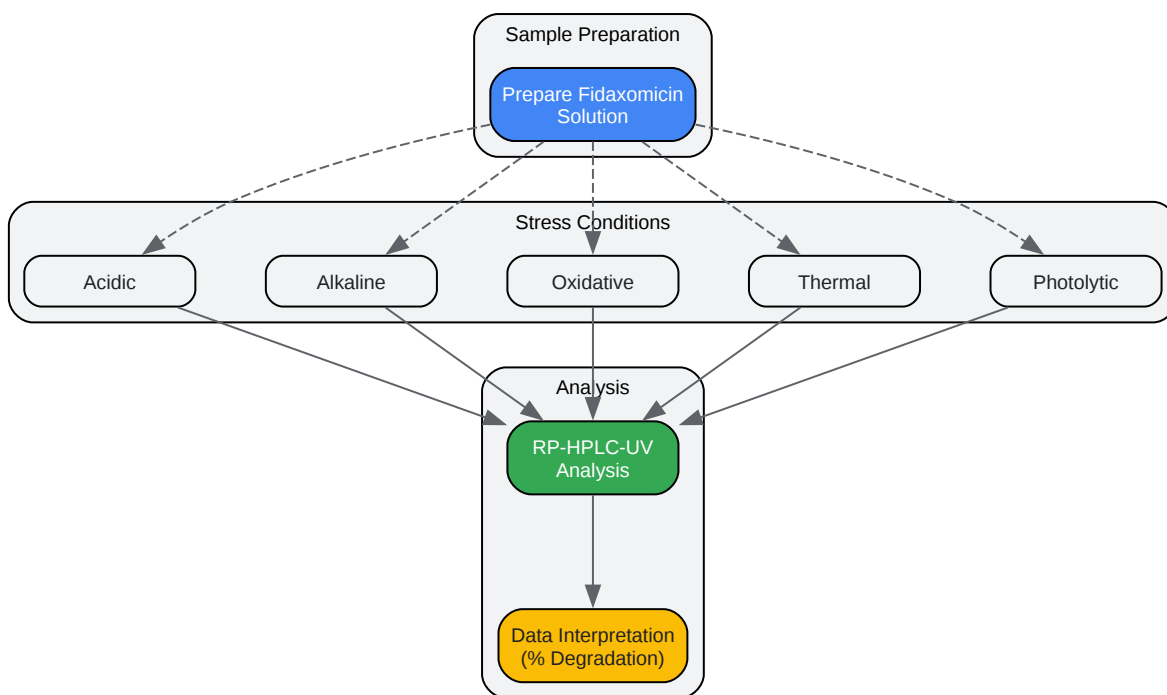 Sample Preparation
Prepare Fidaxomicin
Solution
Stress Conditions
Acidic
Alkaline
Oxidative
Thermal
Photolytic
Analysis
RP-HPLC-UV
Analysis
Data Interpretation
(% Degradation)